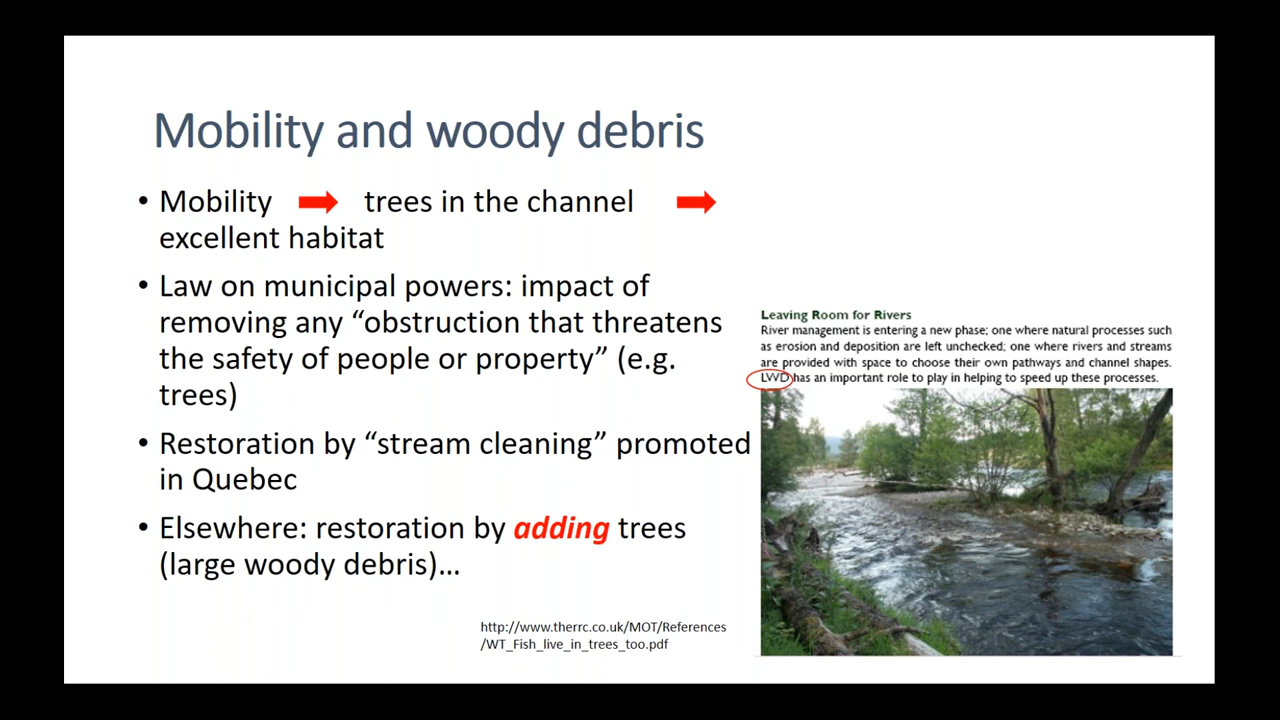 Mobility and woody debris
• Mobility ➡ trees in the channel ➡
excellent habitat
• Law on municipal powers: impact of
removing any “obstruction that threatens
the safety of people or property” (e.g.
trees)
• Restoration by “stream cleaning” promoted
in Quebec
• Elsewhere: restoration by adding trees
(large woody debris)…
http://www.therrc.co.uk/MOT/References
/WT_Fish_live_in_trees_too.pdf
Leaving Room for Rivers
River management is entering a new phase; one where natural processes such
as erosion and deposition are left unchecked; one where rivers and streams
are provided with space to choose their own pathways and channel shapes.
LWD has an important role to play in helping to speed up these processes.